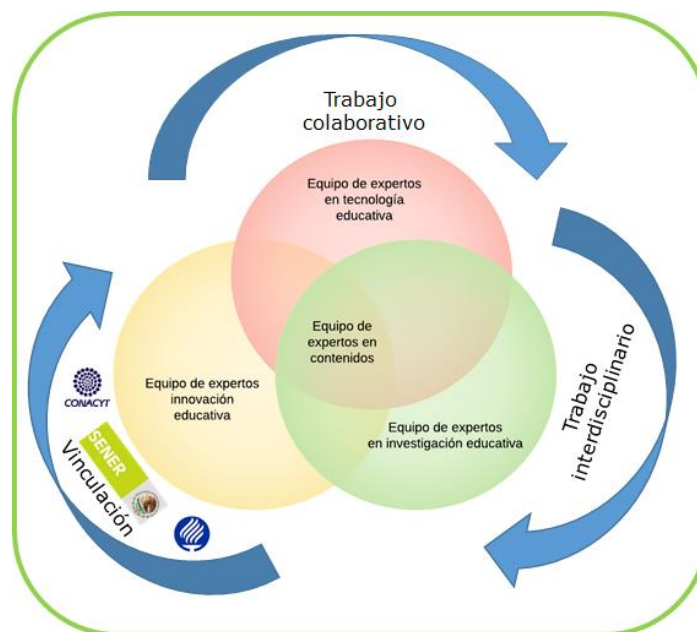 Trabajo
colaborativo
Equipo de expertos
en tecnología
educativa
Equipo de
expertos en
contenidos
Equipo de expertos
innovación
educativa
Equipo de expertos
en investigación educativa
Trabajo
interdisciplinario
CONACYT
SENER
Vinculación